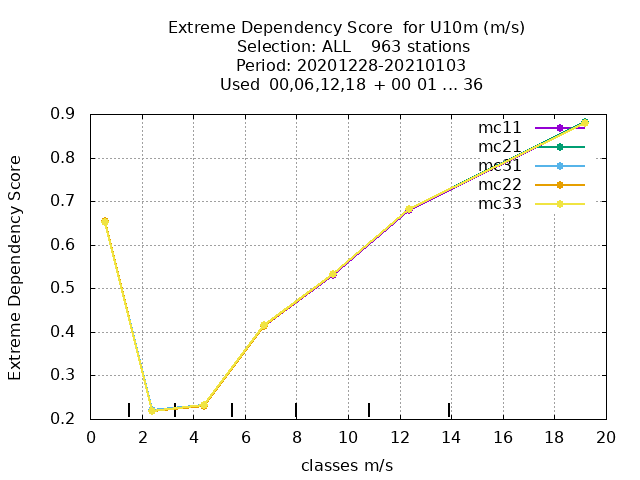 Extreme Dependency Score  for U10m (m/s)
Selection: ALL    963 stations
Period: 20201228-20210103
Used  00,06,12,18  + 00 01 ... 36
Extreme Dependency Score
0.9
0.8
0.7
0.6
0.5
0.4
0.3
0.2
mc11
mc21
mc31
mc22
mc33
0 2 4 6 8 10 12 14 16 18 20
classes m/s